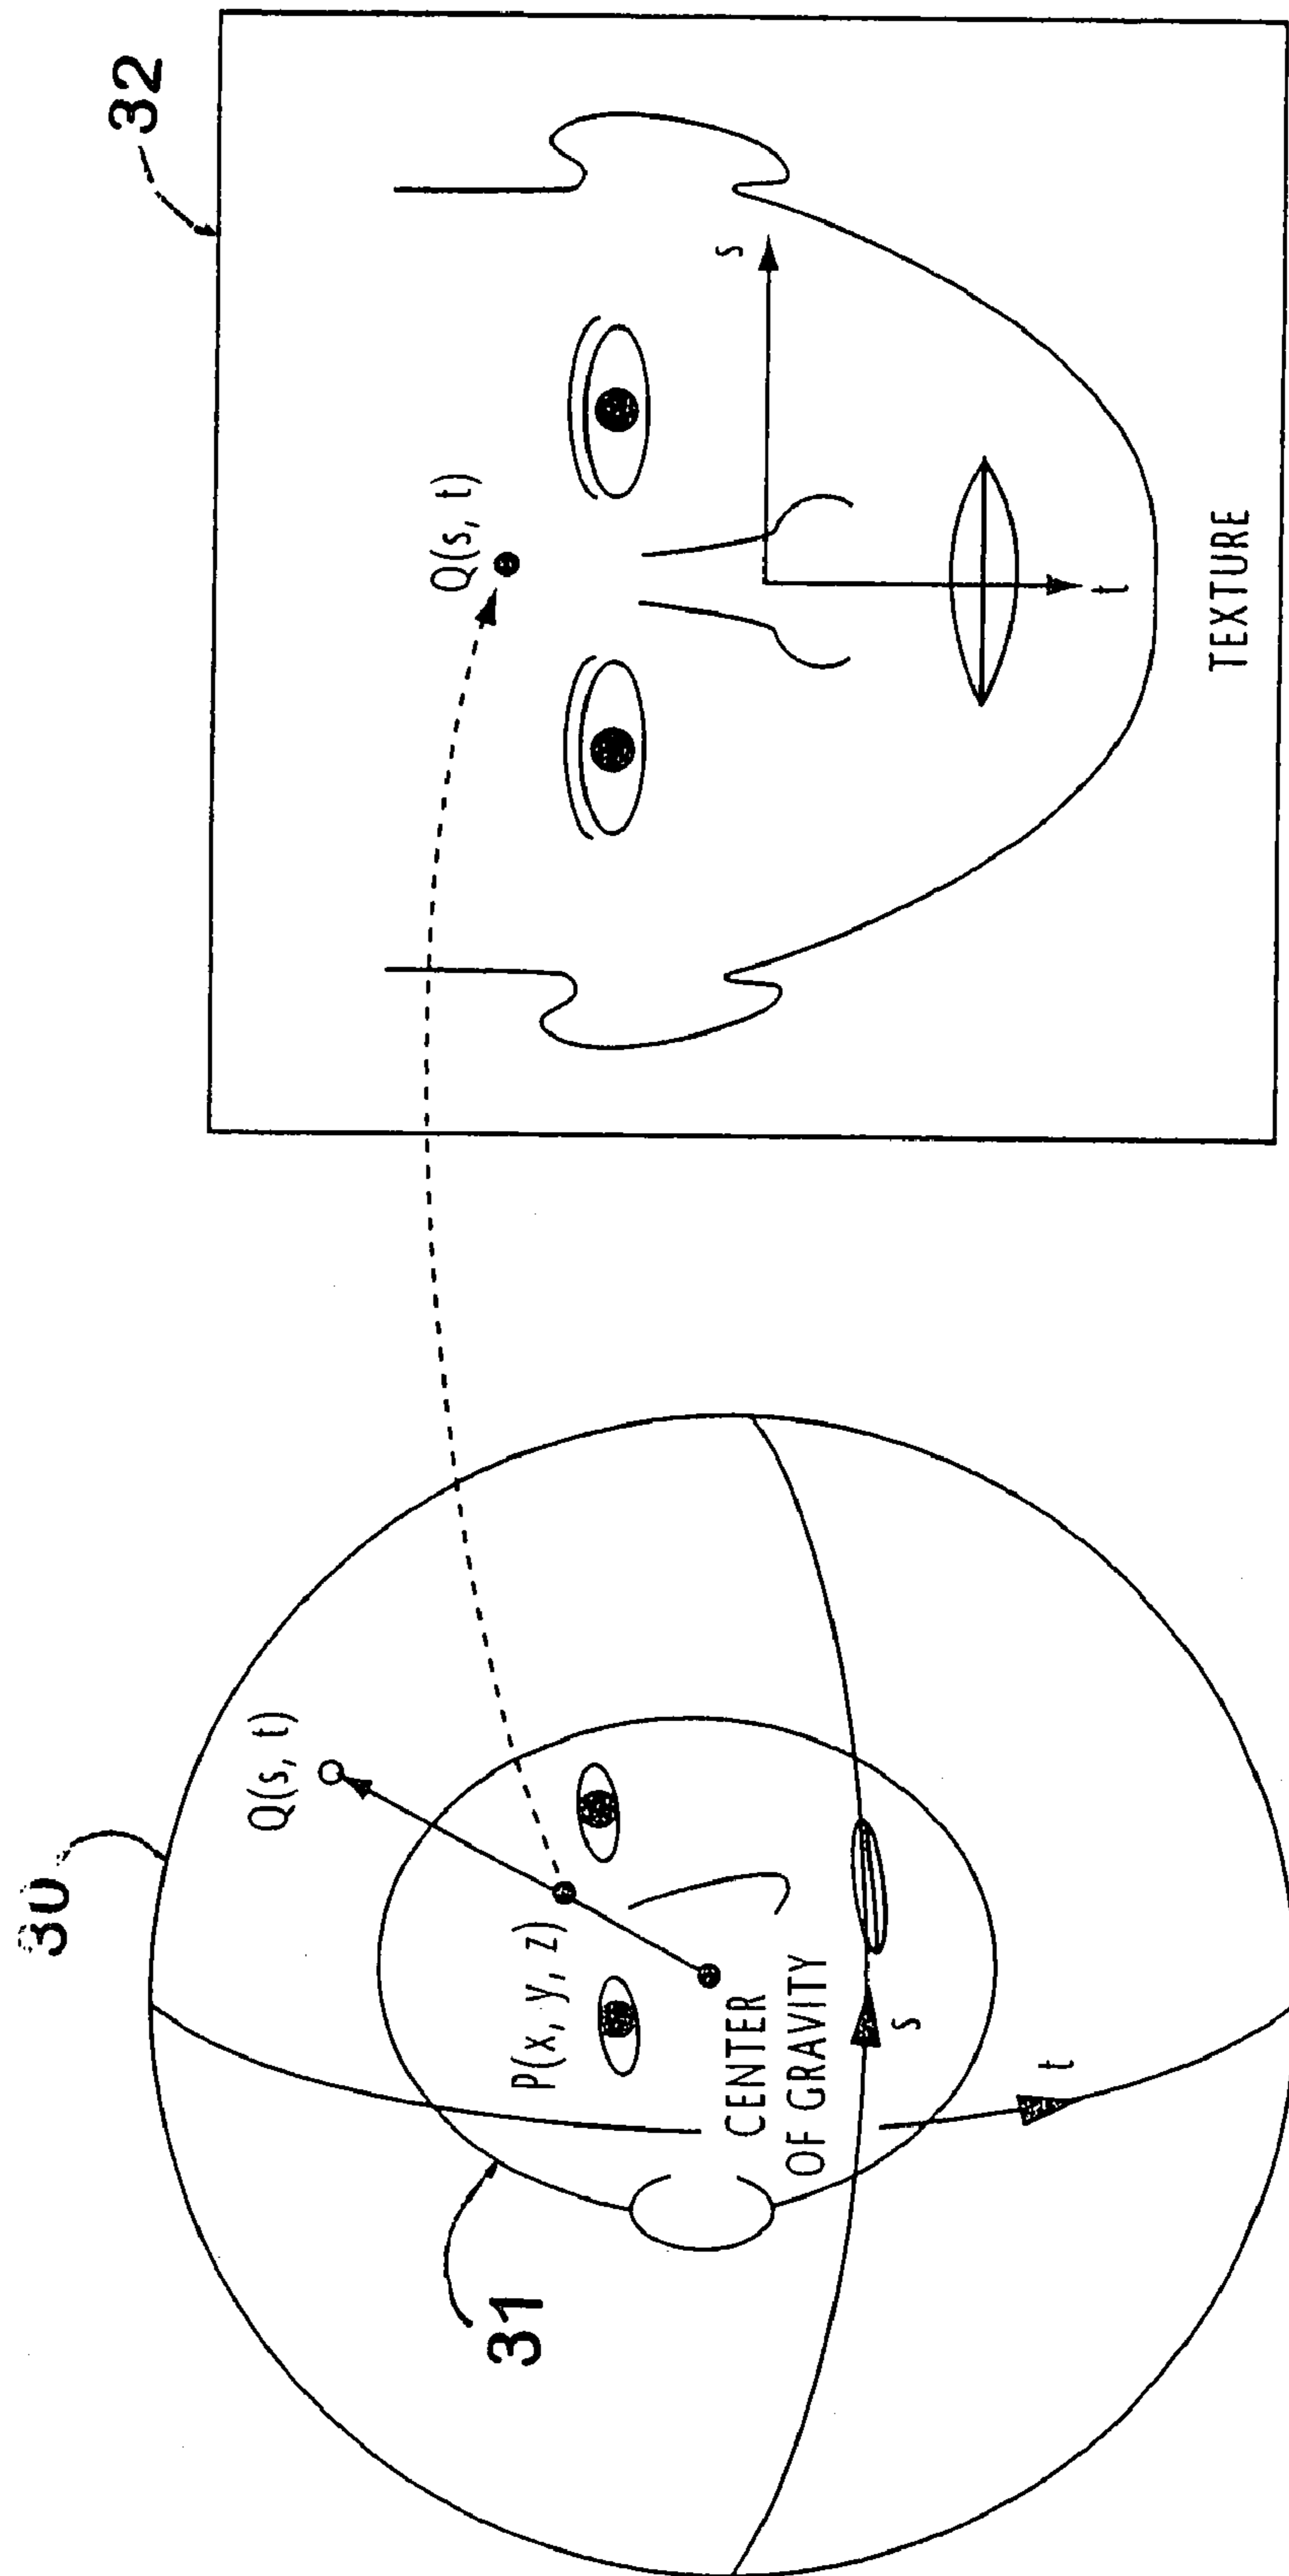 30
Q(s, t)
P(x, y, z)
CENTER
OF GRAVITY
s
t
31
32
Q(s, t)
s
t
TEXTURE